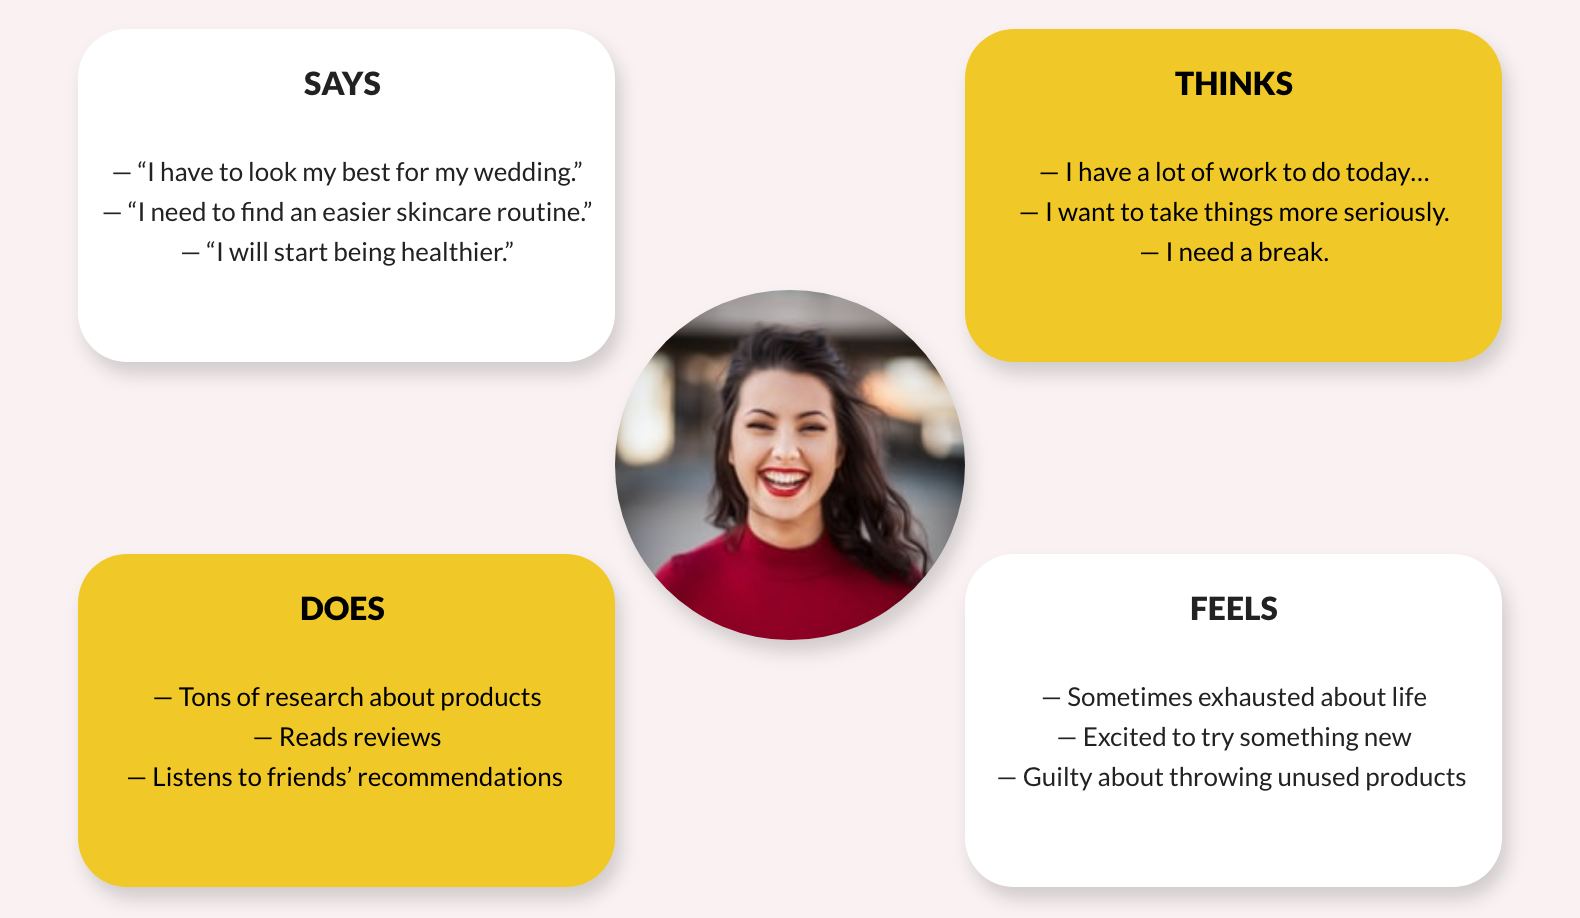 SAYS
— “I have to look my best for my wedding.”
— “I need to find an easier skincare routine.”
— “I will start being healthier.”
THINKS
— I have a lot of work to do today...
— I want to take things more seriously.
— I need a break.
DOES
— Tons of research about products
— Reads reviews
— Listens to friends’ recommendations
FEELS
— Sometimes exhausted about life
— Excited to try something new
— Guilty about throwing unused products